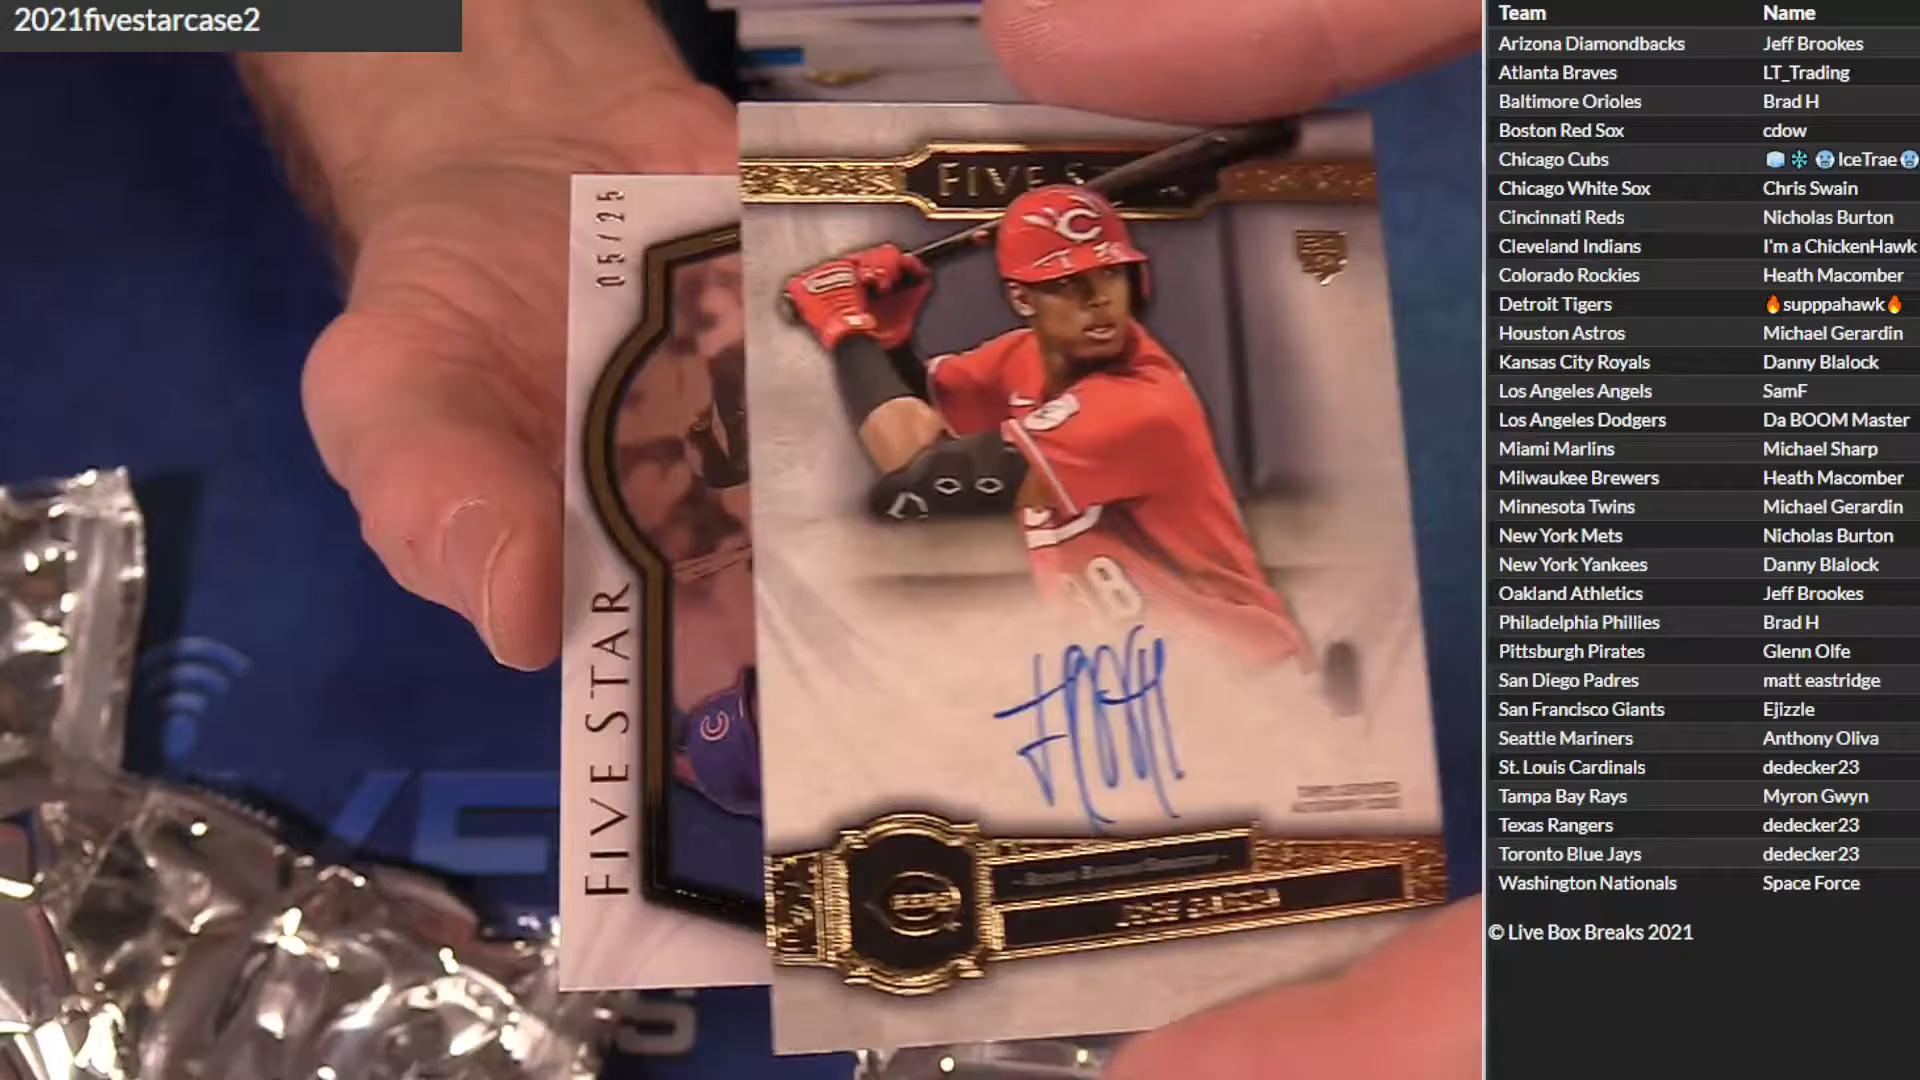 2021fivestarcase2
Team Name
Arizona Diamondbacks Jeff Brookes
Atlanta Braves LT_Trading
Baltimore Orioles Brad H
Boston Red Sox cdow
Chicago Cubs 🧊❄️🥶IceTrae🥶
Chicago White Sox Chris Swain
Cincinnati Reds Nicholas Burton
Cleveland Indians I'm a ChickenHawk
Colorado Rockies Heath Macomber
Detroit Tigers 🔥supppahawk🔥
Houston Astros Michael Gerardin
Kansas City Royals Danny Blalock
Los Angeles Angels SamF
Los Angeles Dodgers Da BOOM Master
Miami Marlins Michael Sharp
Milwaukee Brewers Heath Macomber
Minnesota Twins Michael Gerardin
New York Mets Nicholas Burton
New York Yankees Danny Blalock
Oakland Athletics Jeff Brookes
Philadelphia Phillies Brad H
Pittsburgh Pirates Glenn Olfe
San Diego Padres matt eastridge
San Francisco Giants Ejizzle
Seattle Mariners Anthony Oliva
St. Louis Cardinals dedecker23
Tampa Bay Rays Myron Gwyn
Texas Rangers dedecker23
Toronto Blue Jays dedecker23
Washington Nationals Space Force
© Live Box Breaks 2021
05/25
FIVE STAR
FIVE S
C
18
C
REDS
JOSE GARCIA